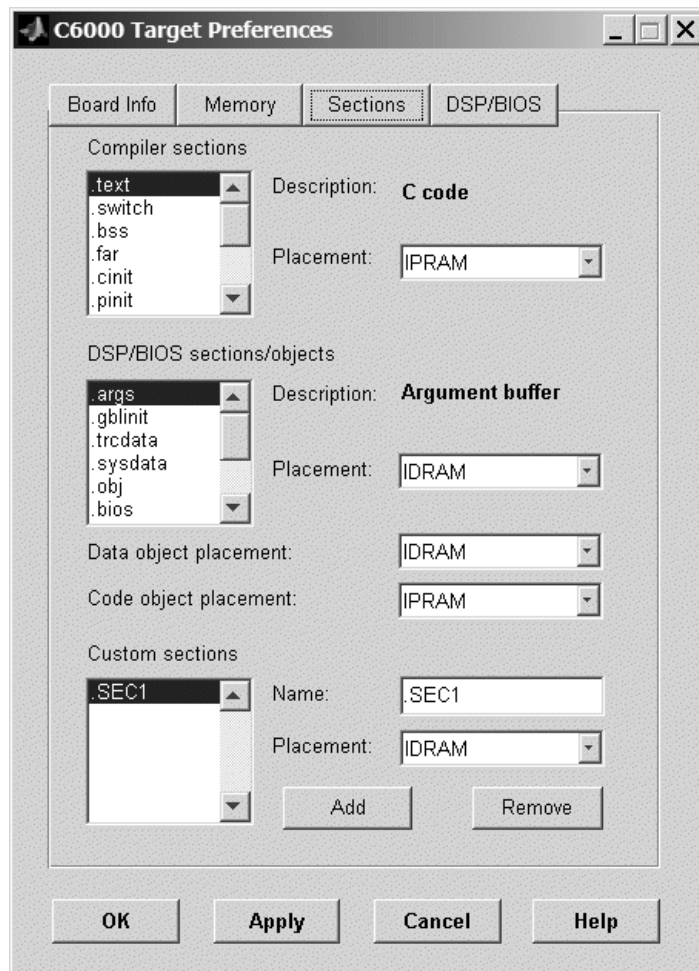 C6000 Target Preferences
Board Info Memory Sections DSP/BIOS
Compiler sections
.text
.switch
.bss
.far
.cinit
.pinit
Description: C code
Placement: IPRAM
DSP/BIOS sections/objects
.args
.gblinit
.trcdata
.sysdata
.obj
.bios
Description: Argument buffer
Placement: IDRAM
Data object placement: IDRAM
Code object placement: IPRAM
Custom sections
.SEC1
Name: .SEC1
Placement: IDRAM
Add Remove
OK Apply Cancel Help